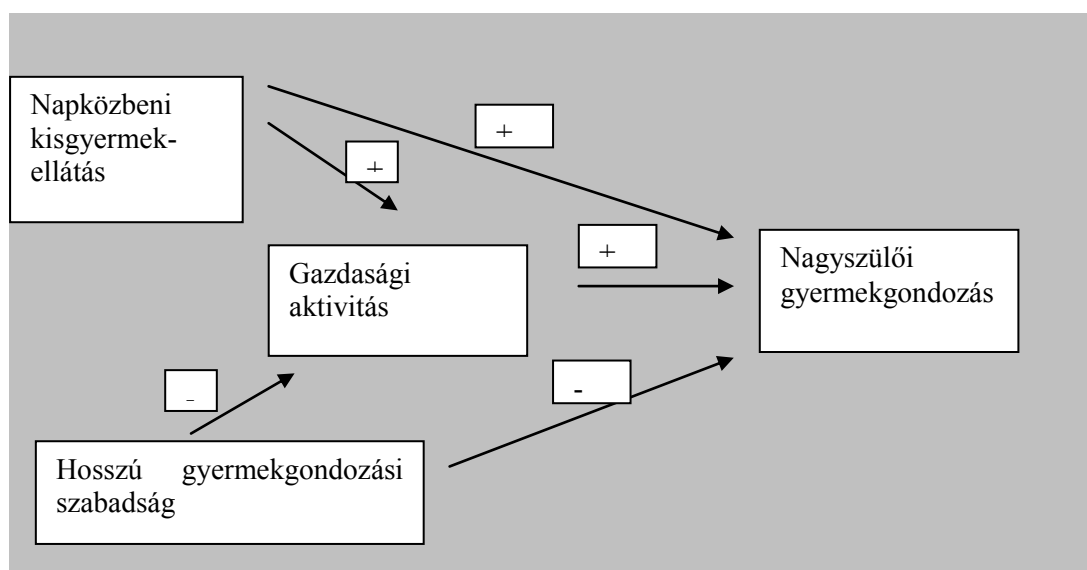 Napközbeni
kisgyermek-
ellátás
+
+
Gazdasági
aktivitás
+
Nagyszülői
gyermekgondozás
-
-
Hosszú gyermekgondozási
szabadság